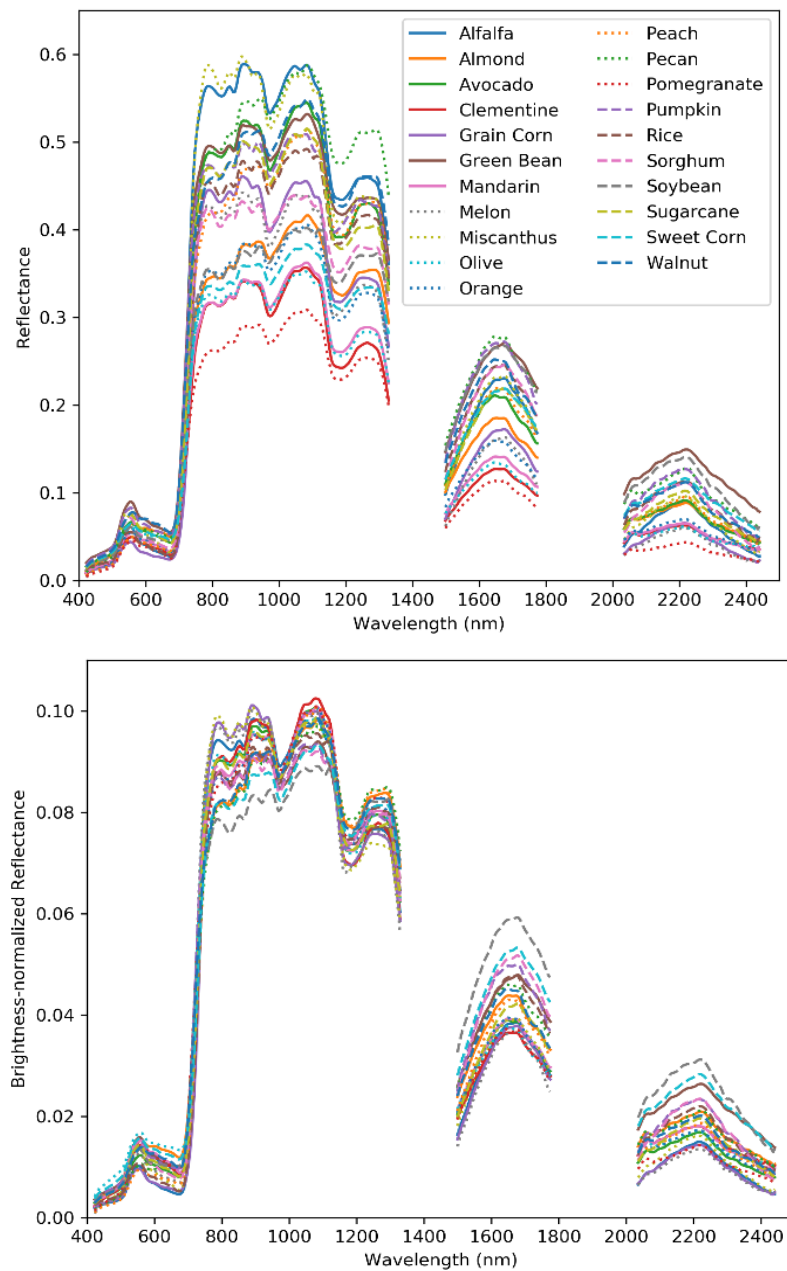 0.6
0.5
0.4
0.3
0.2
0.1
0.0
Reflectance
Alfalfa
Almond
Avocado
Clementine
Grain Corn
Green Bean
Mandarin
Melon
Miscanthus
Olive
Orange
Peach
Pecan
Pomegranate
Pumpkin
Rice
Sorghum
Soybean
Sugarcane
Sweet Corn
Walnut
400 600 800 1000 1200 1400 1600 1800 2000 2200 2400
Wavelength (nm)
0.10
0.08
0.06
0.04
0.02
0.00
Brightness-normalized Reflectance
400 600 800 1000 1200 1400 1600 1800 2000 2200 2400
Wavelength (nm)